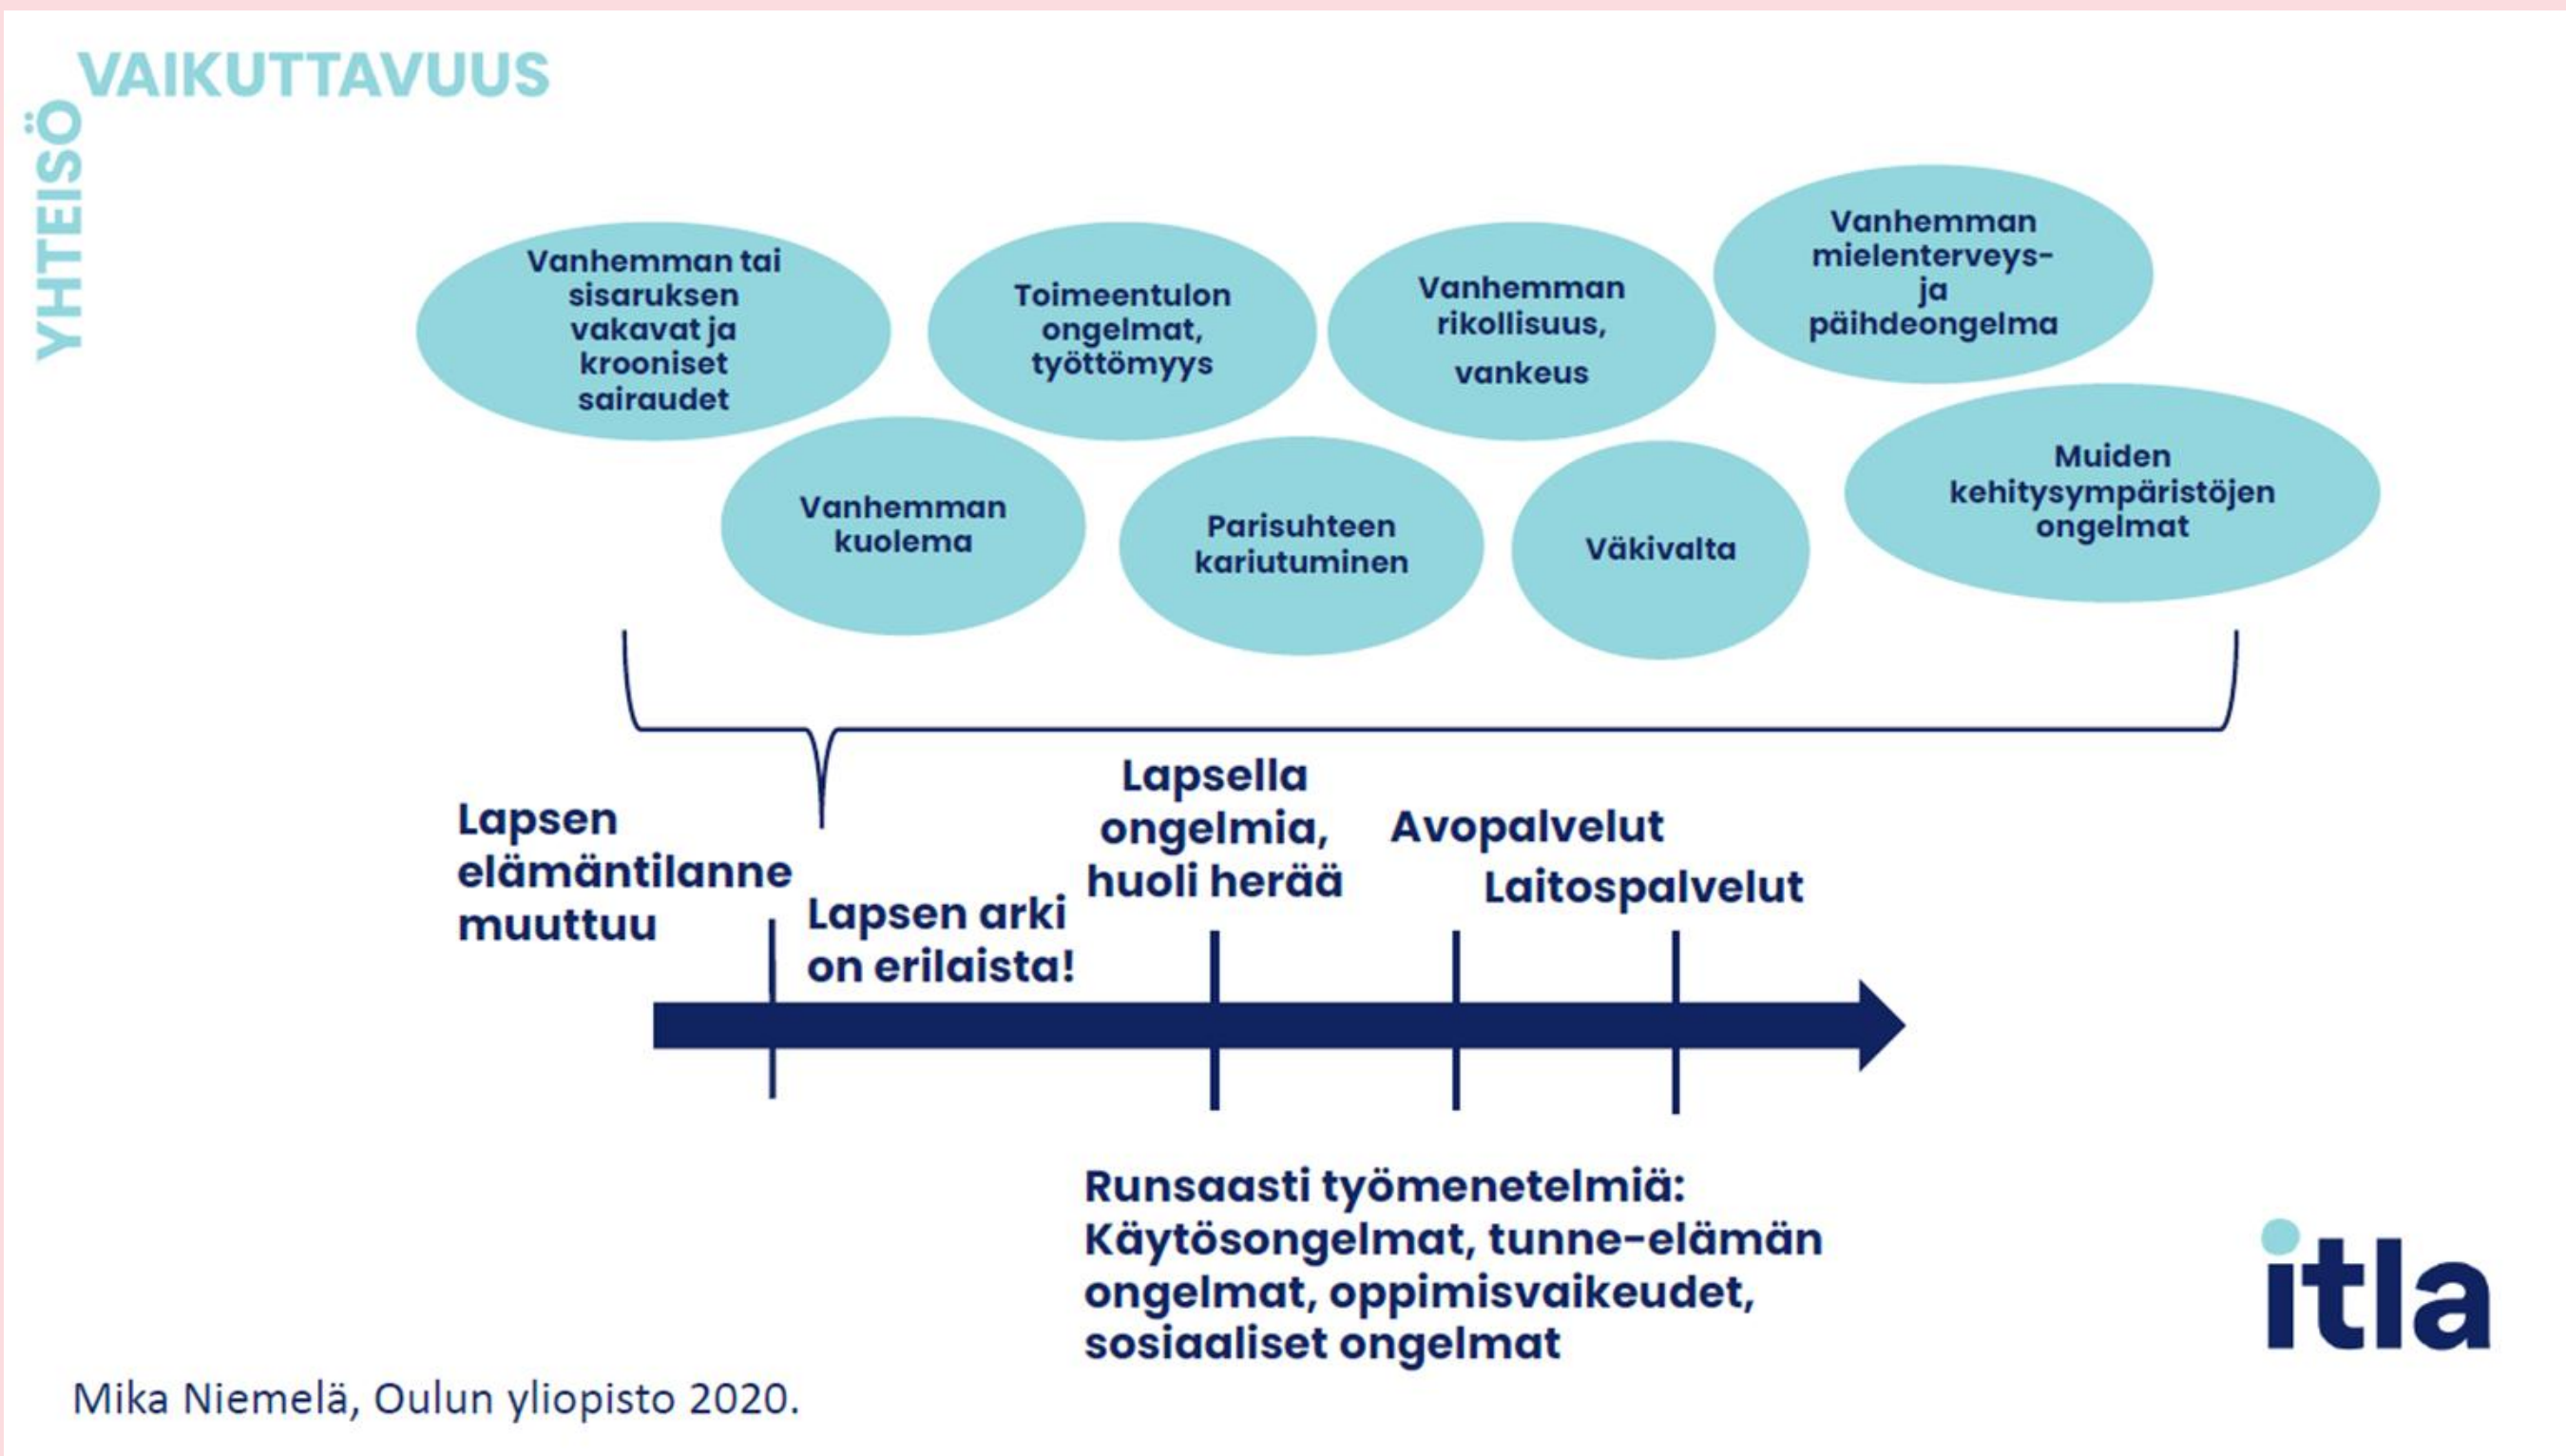 VAIKUTTAVUUS
YHTEISÖ
Vanhemman tai
sisaruksen
vakavat ja
krooniset
sairaudet
Toimeentulon
ongelmat,
työttömyys
Vanhemman
rikollisuus,
vankeus
Vanhemman
mielenterveys-
ja
päihdeongelma
Vanhemman
kuolema
Parisuhteen
kariutuminen
Väkivalta
Muiden
kehitysympäristöjen
ongelmat
Lapsen
elämäntilanne
muuttuu
Lapsen arki
on erilaista!
Lapsella
ongelmia,
huoli herää
Avopalvelut
Laitospalvelut
Runsaasti työmenetelmiä:
Käytösongelmat, tunne-elämän
ongelmat, oppimisvaikeudet,
sosiaaliset ongelmat
itla
Mika Niemelä, Oulun yliopisto 2020.